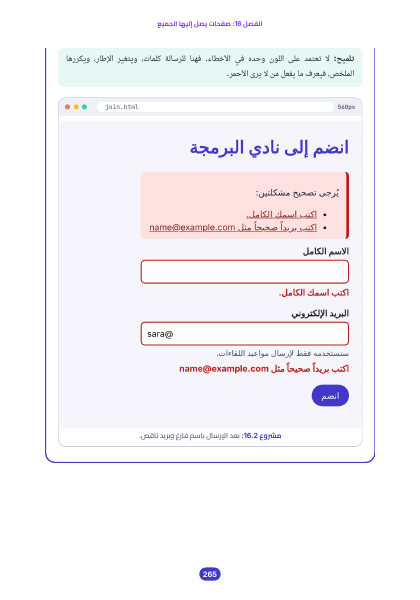 الفصل 16: صفحات يصل إليها الجميع
تلميح: لا تعتمد على اللون وحده في الأخطاء. فهنا للرسالة كلمات، ويتغير الإطار، ويكررها
الملخص، فيعرف ما يفعل من لا يرى الأحمر.
join.html
560px
انضم إلى نادي البرمجة
يُرجى تصحيح مشكلتين:
• اكتب اسمك الكامل.
• اكتب بريداً صحيحاً مثل name@example.com
الاسم الكامل
اكتب اسمك الكامل.
البريد الإلكتروني
sara@
سنستخدمه فقط لإرسال مواعيد اللقاءات.
اكتب بريداً صحيحاً مثل name@example.com
انضم
مشروع 16.2: بعد الإرسال باسم فارغ وبريد ناقص.
265